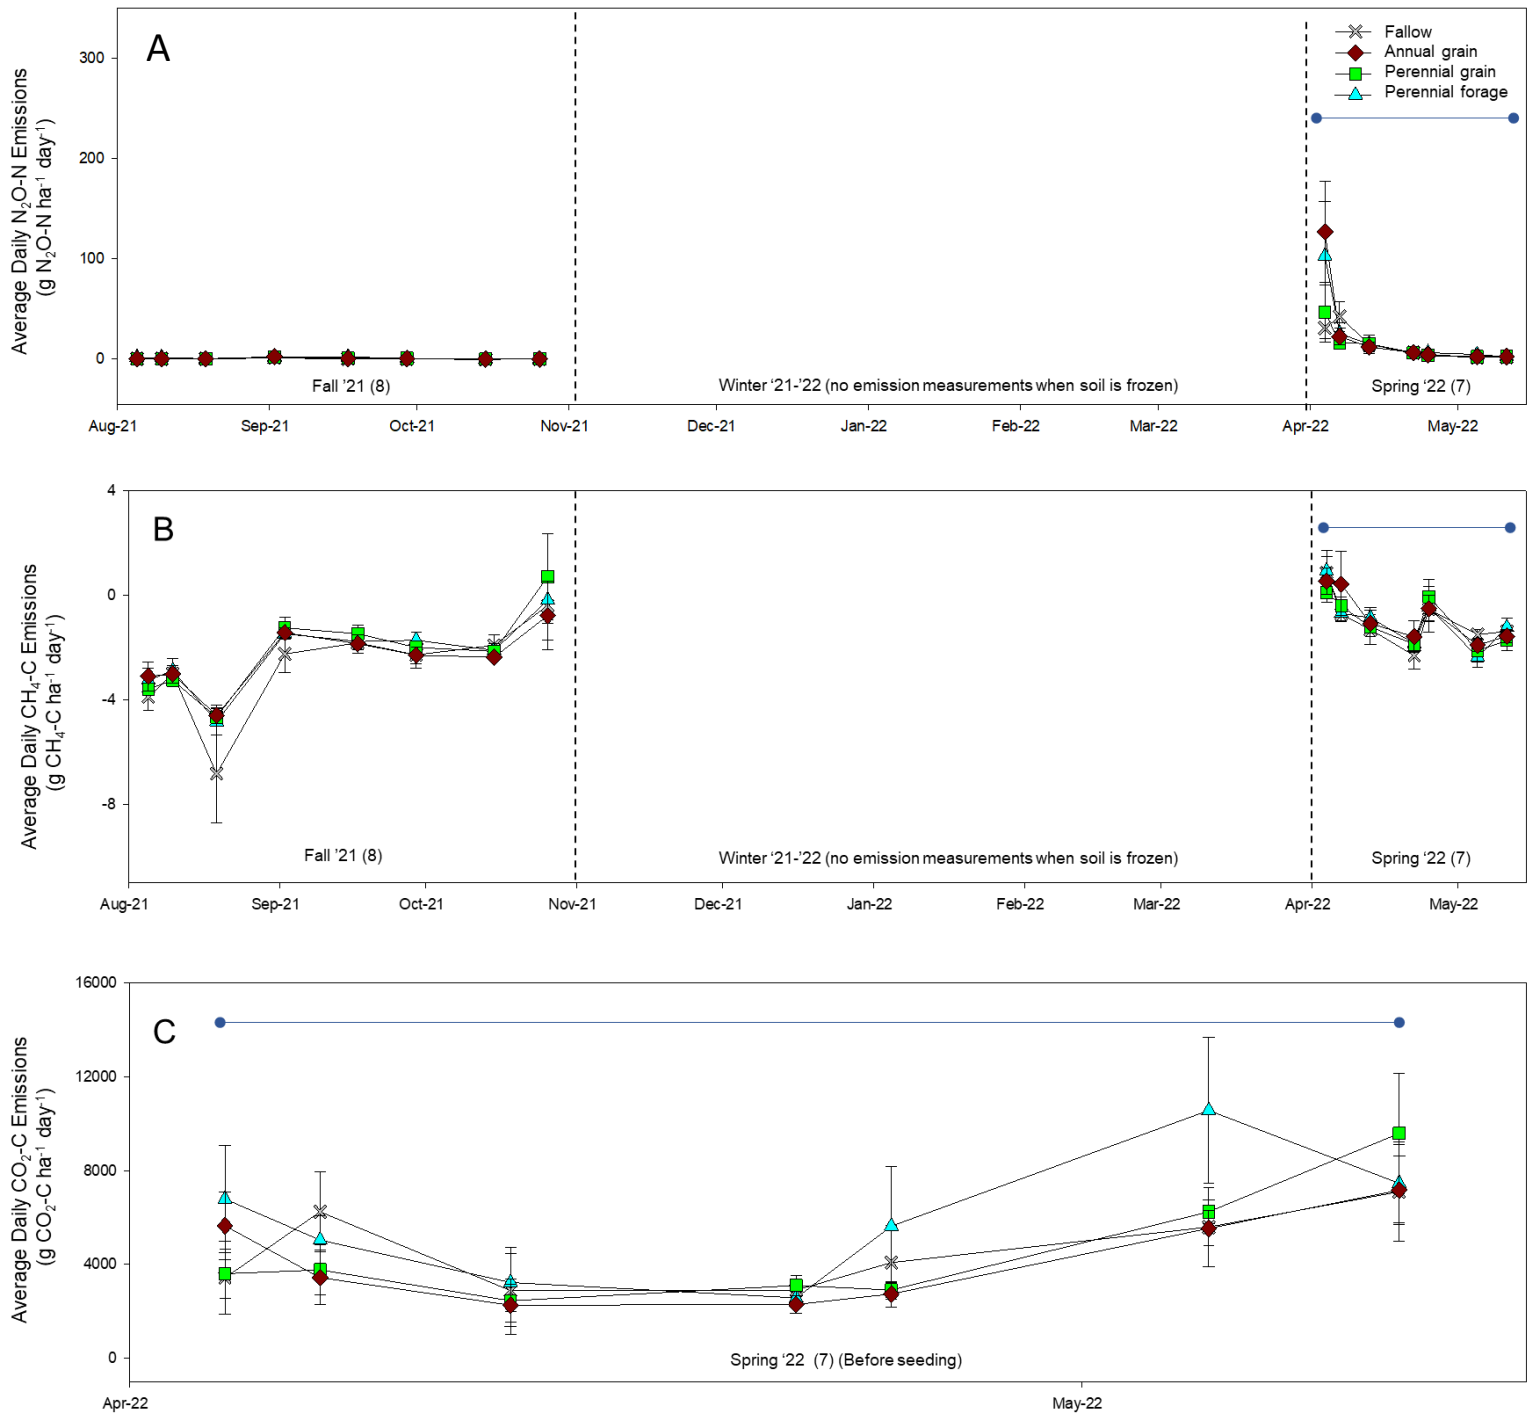 A
Average Daily N₂O-N Emissions
(g N₂O-N ha⁻¹ day⁻¹)
300
200
100
0
Fallow
Annual grain
Perennial grain
Perennial forage
Fall ’21 (8)
Winter ‘21-’22 (no emission measurements when soil is frozen)
Spring ‘22 (7)
Aug-21 Sep-21 Oct-21 Nov-21 Dec-21 Jan-22 Feb-22 Mar-22 Apr-22 May-22
B
Average Daily CH₄-C Emissions
(g CH₄-C ha⁻¹ day⁻¹)
4
0
-4
-8
Fall ’21 (8)
Winter ‘21-’22 (no emission measurements when soil is frozen)
Spring ‘22 (7)
Aug-21 Sep-21 Oct-21 Nov-21 Dec-21 Jan-22 Feb-22 Mar-22 Apr-22 May-22
C
Average Daily CO₂-C Emissions
(g CO₂-C ha⁻¹ day⁻¹)
16000
12000
8000
4000
0
Spring ‘22 (7) (Before seeding)
Apr-22 May-22